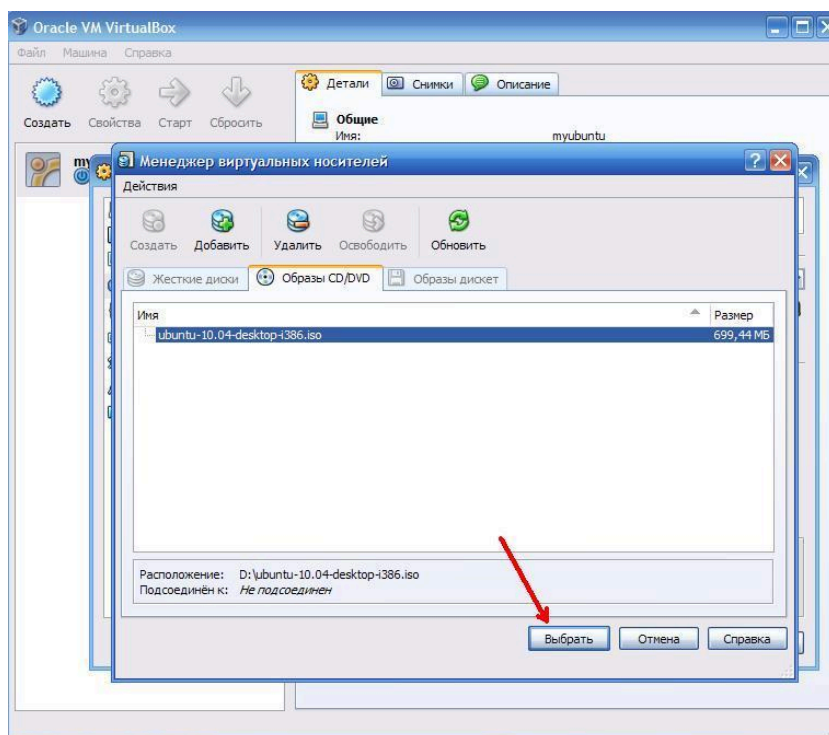 Oracle VM VirtualBox
Файл Машина Справка
Создать Свойства Старт Сбросить
Детали Снимки Описание
Общие
Имя: myubuntu
my
Менеджер виртуальных носителей
Действия
Создать Добавить Удалить Освободить Обновить
Жесткие диски Образы CD/DVD Образы дискет
Имя Размер
ubuntu-10.04-desktop-i386.iso 699,44 МБ
Расположение: D:\ubuntu-10.04-desktop-i386.iso
Подсоединён к: Не подсоединен
Выбрать Отмена Справка